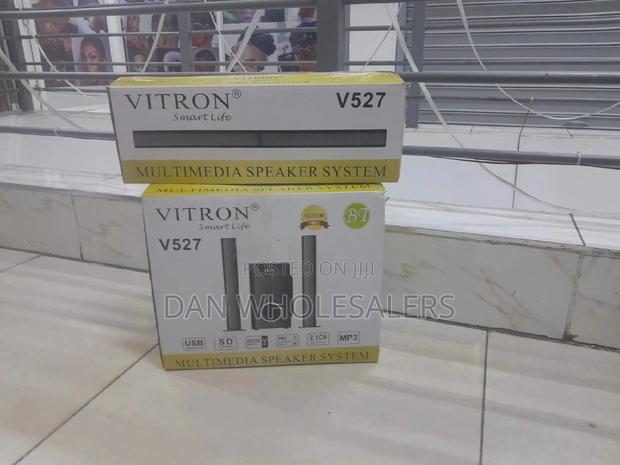 VITRON®
Smart Life
V527
MULTIMEDIA SPEAKER SYSTEM
MULTIMEDIA SPEAKER SYSTEM
VITRON®
Smart Life
BT
V527
POSTED ON JIJI
DAN WHOLESALERS
USB
SD
2.1CH
MP3
MULTIMEDIA SPEAKER SYSTEM